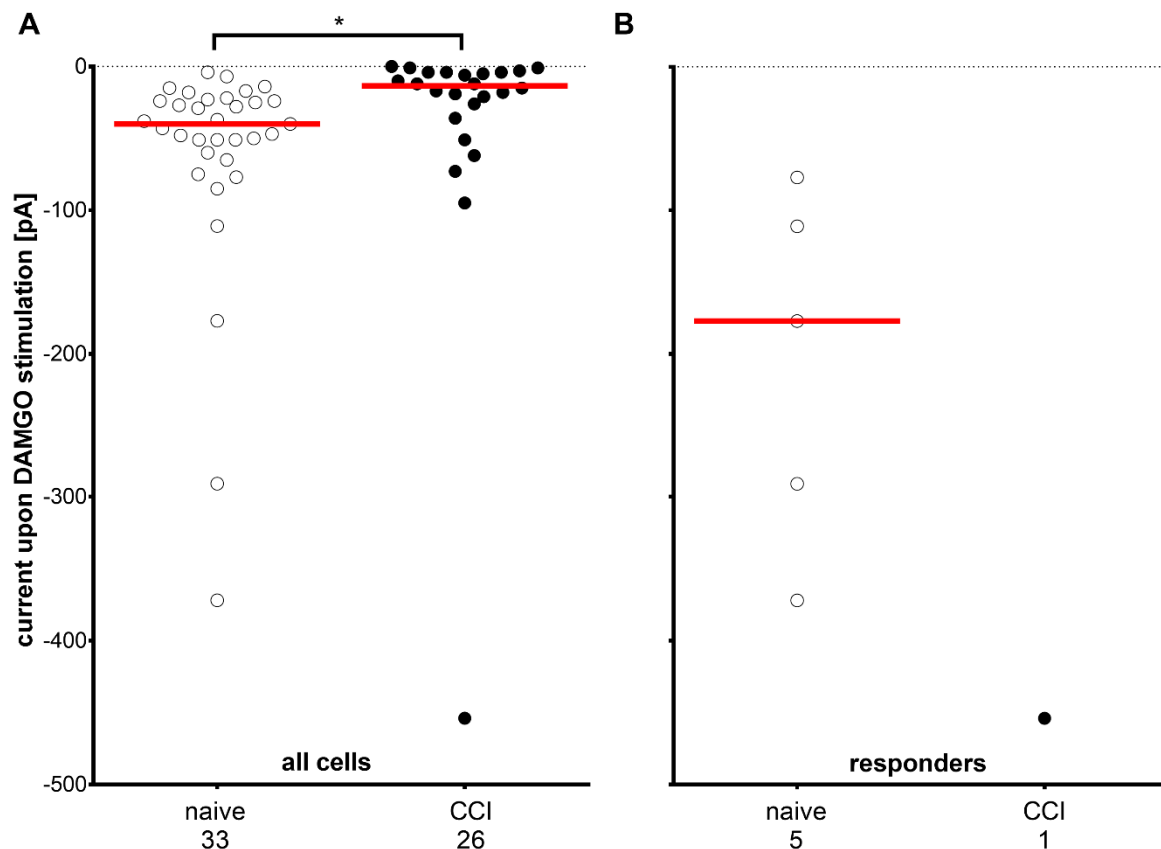 A
B
*
current upon DAMGO stimulation [pA]
0
-100
-200
-300
-400
-500
all cells
responders
naive
CCI
naive
CCI
33
26
5
1